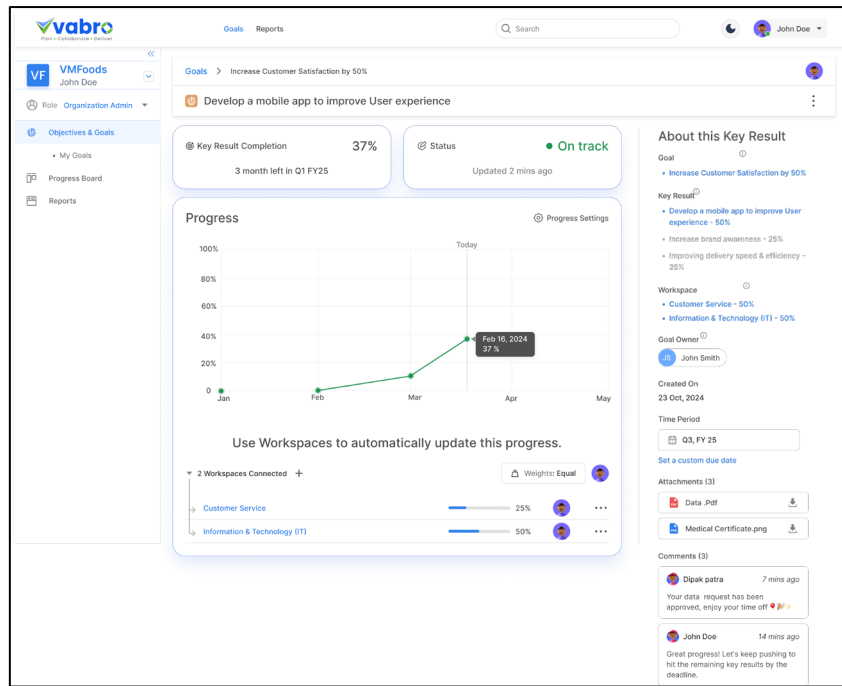 vabro
Plan • Collaborate • Deliver
Goals
Reports
Search
John Doe
VF
VMFoods
John Doe
Role Organization Admin
Objectives & Goals
• My Goals
Progress Board
Reports
Goals > Increase Customer Satisfaction by 50%
Develop a mobile app to improve User experience
Key Result Completion
37%
3 month left in Q1 FY25
Status
• On track
Updated 2 mins ago
Progress
Progress Settings
Today
100%
80%
60%
40%
20%
0
Feb 16, 2024
37 %
Jan
Feb
Mar
Apr
May
Use Workspaces to automatically update this progress.
2 Workspaces Connected +
Weights: Equal
Customer Service
25%
Information & Technology (IT)
50%
About this Key Result
Goal
• Increase Customer Satisfaction by 50%
Key Result
• Develop a mobile app to improve User
experience - 50%
• Increase brand awareness - 25%
• Improving delivery speed & efficiency -
25%
Workspace
• Customer Service - 50%
• Information & Technology (IT) - 50%
Goal Owner
JS
John Smith
Created On
23 Oct, 2024
Time Period
Q3, FY 25
Set a custom due date
Attachments (3)
Data .Pdf
Medical Certificate.png
Comments (3)
Dipak patra
7 mins ago
Your data request has been
approved, enjoy your time off 🎈🎉✨
John Doe
14 mins ago
Great progress! Let's keep pushing to
hit the remaining key results by the
deadline.